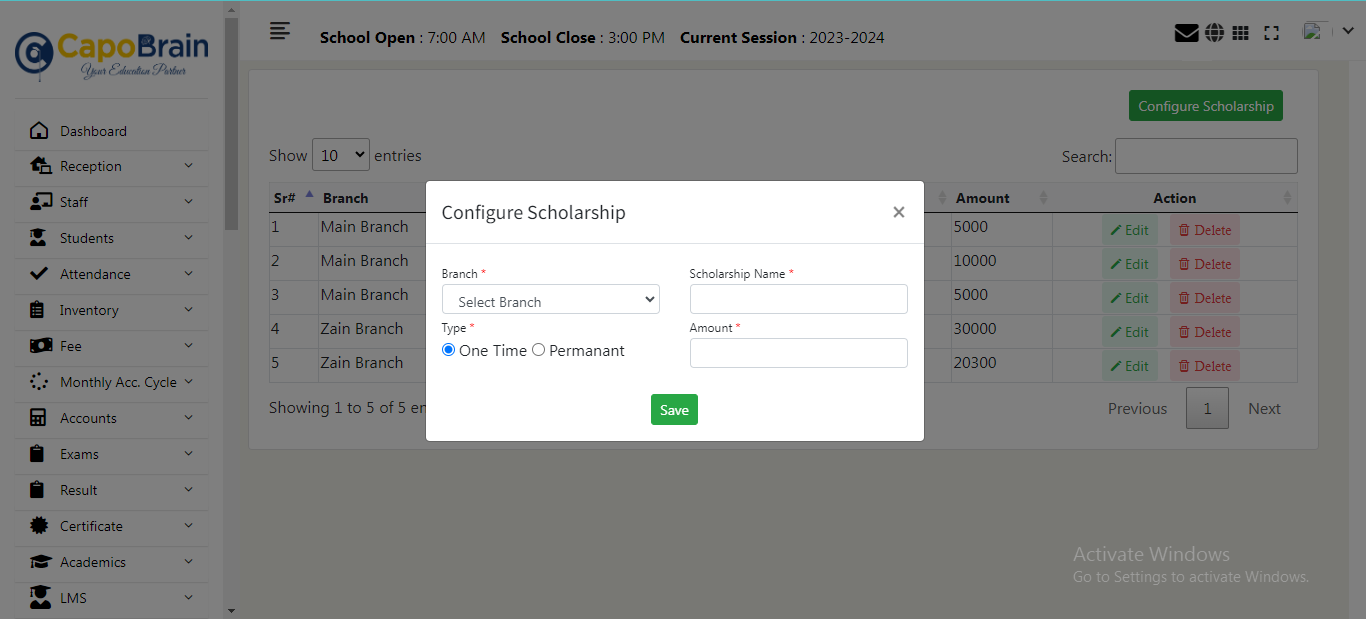 CapoBrain
Your Education Partner
School Open : 7:00 AM School Close : 3:00 PM Current Session : 2023-2024
Dashboard
Reception
Staff
Students
Attendance
Inventory
Fee
Monthly Acc. Cycle
Accounts
Exams
Result
Certificate
Academics
LMS
Configure Scholarship
Show 10 entries
Search:
Sr# Branch Amount Action
1 Main Branch 5000 Edit Delete
2 Main Branch 10000 Edit Delete
3 Main Branch 5000 Edit Delete
4 Zain Branch 30000 Edit Delete
5 Zain Branch 20300 Edit Delete
Showing 1 to 5 of 5 en
Previous 1 Next
Configure Scholarship ×
Branch * Scholarship Name *
Select Branch
Type * Amount *
One Time Permanant
Save
Activate Windows
Go to Settings to activate Windows.